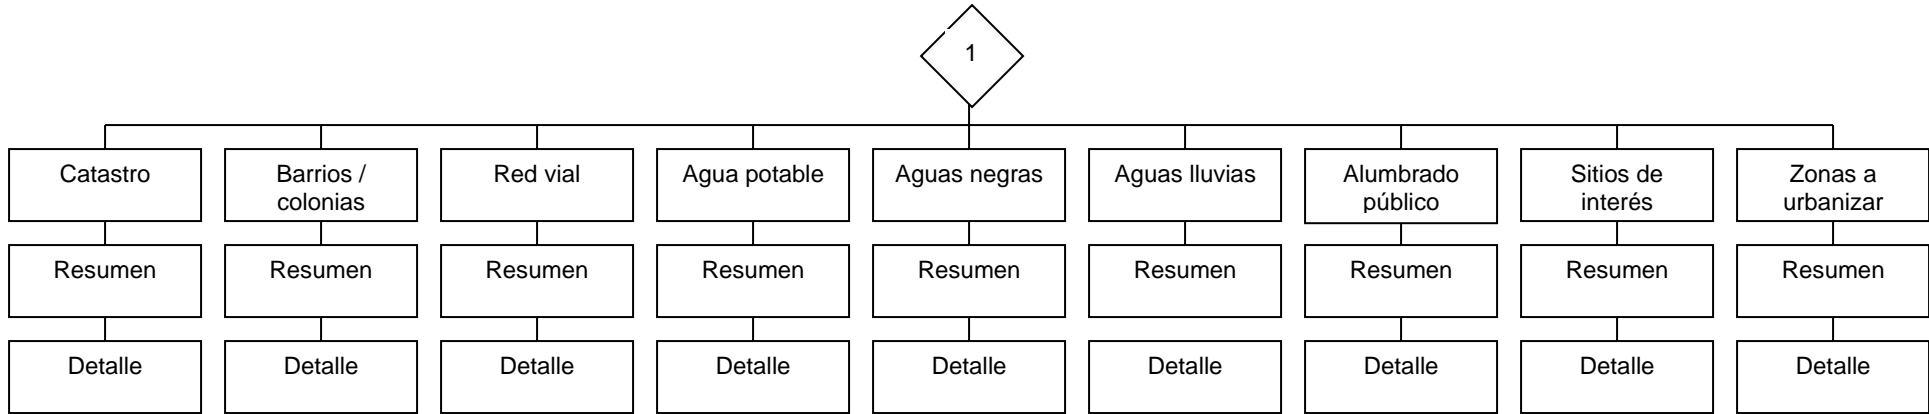 1
Catastro
Barrios /
colonias
Red vial
Agua potable
Aguas negras
Aguas lluvias
Alumbrado
público
Sitios de
interés
Zonas a
urbanizar
Resumen
Resumen
Resumen
Resumen
Resumen
Resumen
Resumen
Resumen
Resumen
Detalle
Detalle
Detalle
Detalle
Detalle
Detalle
Detalle
Detalle
Detalle